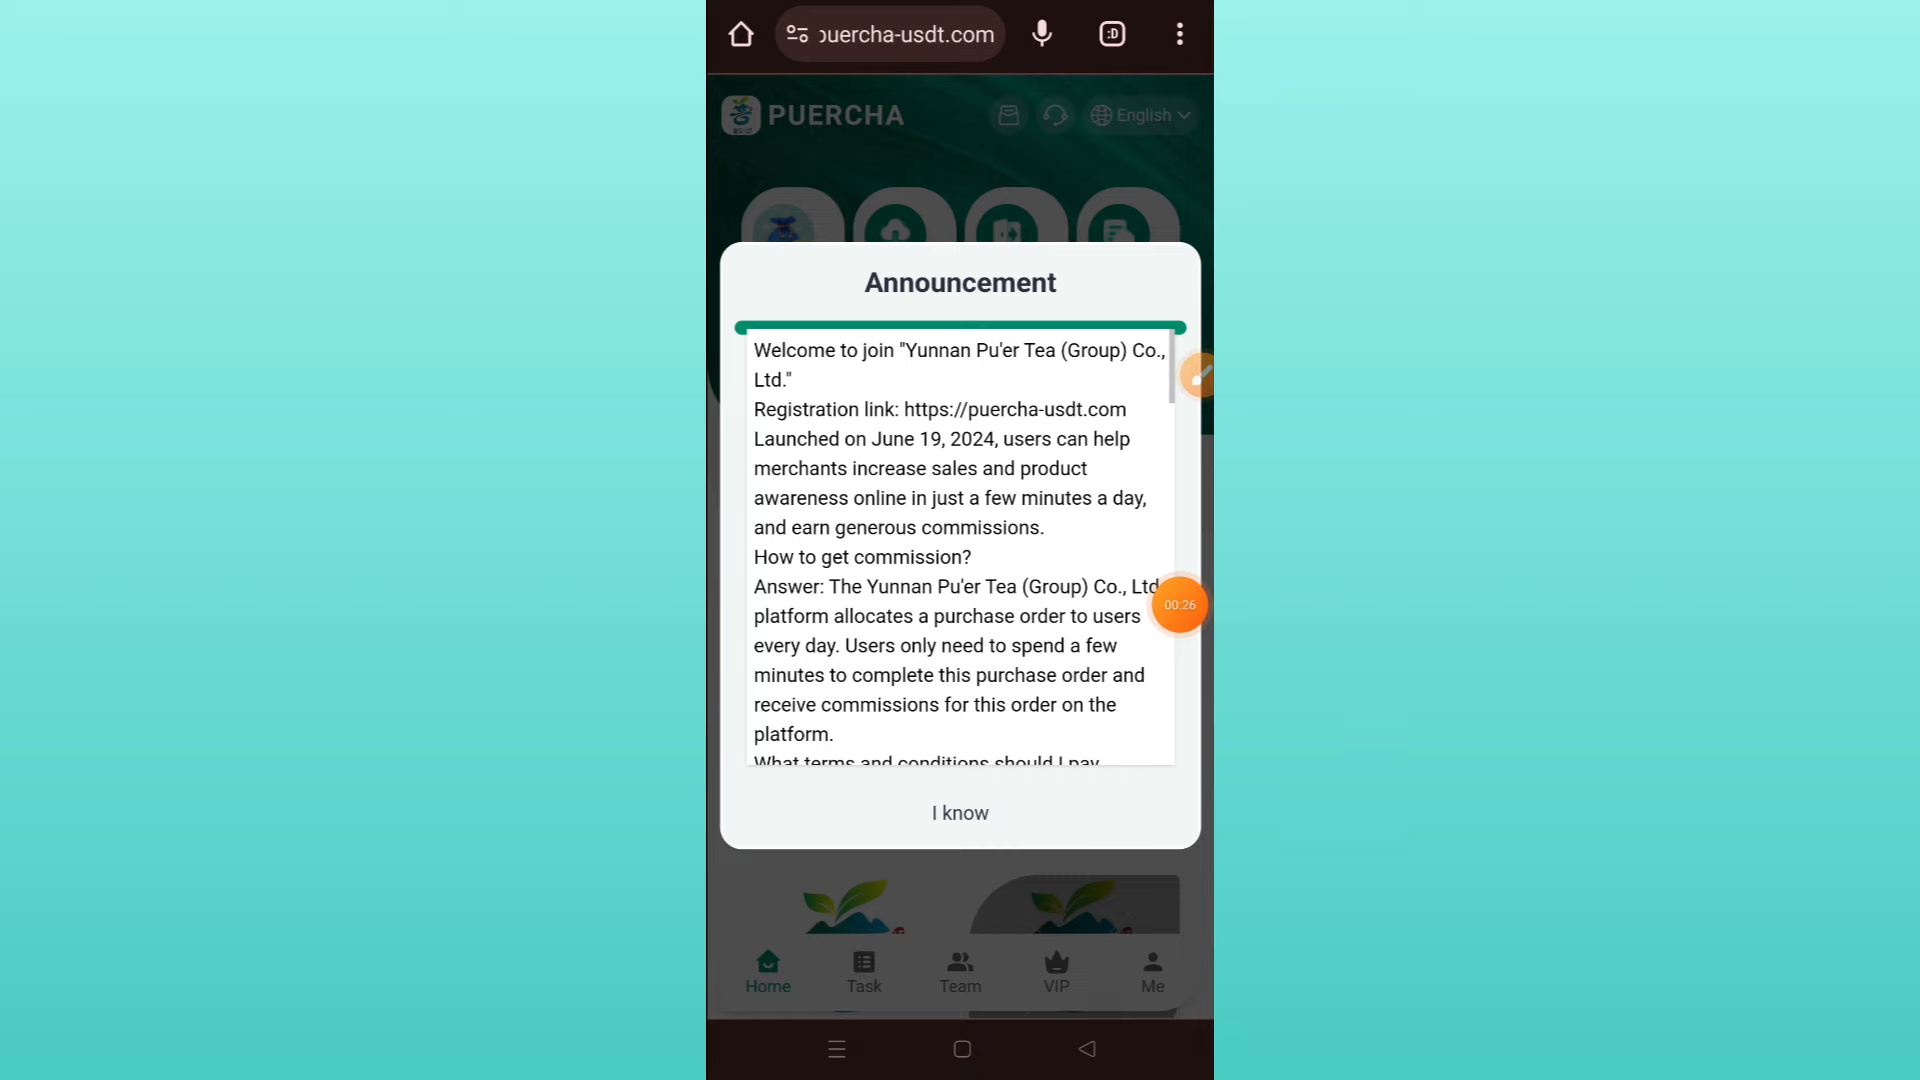 puercha-usdt.com
:D
PUERCHA
English
Announcement
Welcome to join "Yunnan Pu'er Tea (Group) Co.,
Ltd."
Registration link: https://puercha-usdt.com
Launched on June 19, 2024, users can help
merchants increase sales and product
awareness online in just a few minutes a day,
and earn generous commissions.
How to get commission?
Answer: The Yunnan Pu'er Tea (Group) Co., Ltd
platform allocates a purchase order to users
00:26
every day. Users only need to spend a few
minutes to complete this purchase order and
receive commissions for this order on the
platform.
What terms and conditions should I pay
I know
Home
Task
Team
VIP
Me